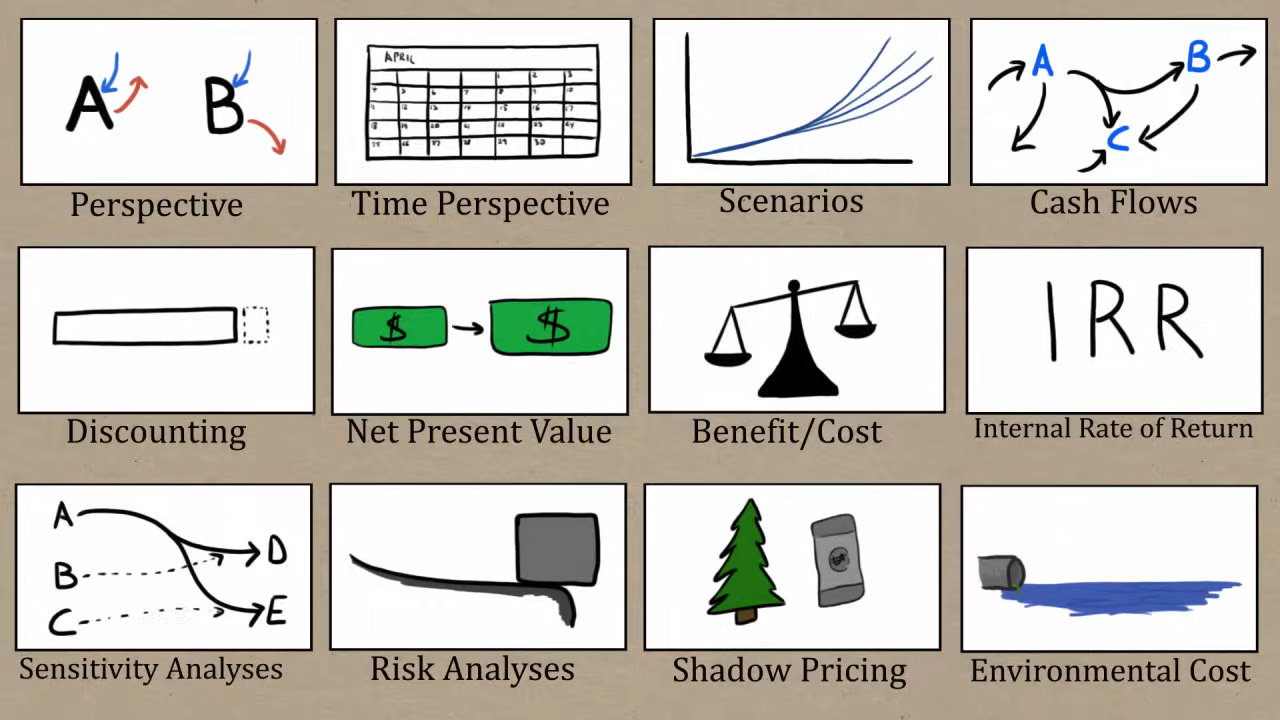 A B
APRIL
A B
C
Perspective Time Perspective Scenarios Cash Flows
$ $
IRR
Discounting Net Present Value Benefit/Cost Internal Rate of Return
A D
B
C E
Sensitivity Analyses Risk Analyses Shadow Pricing Environmental Cost